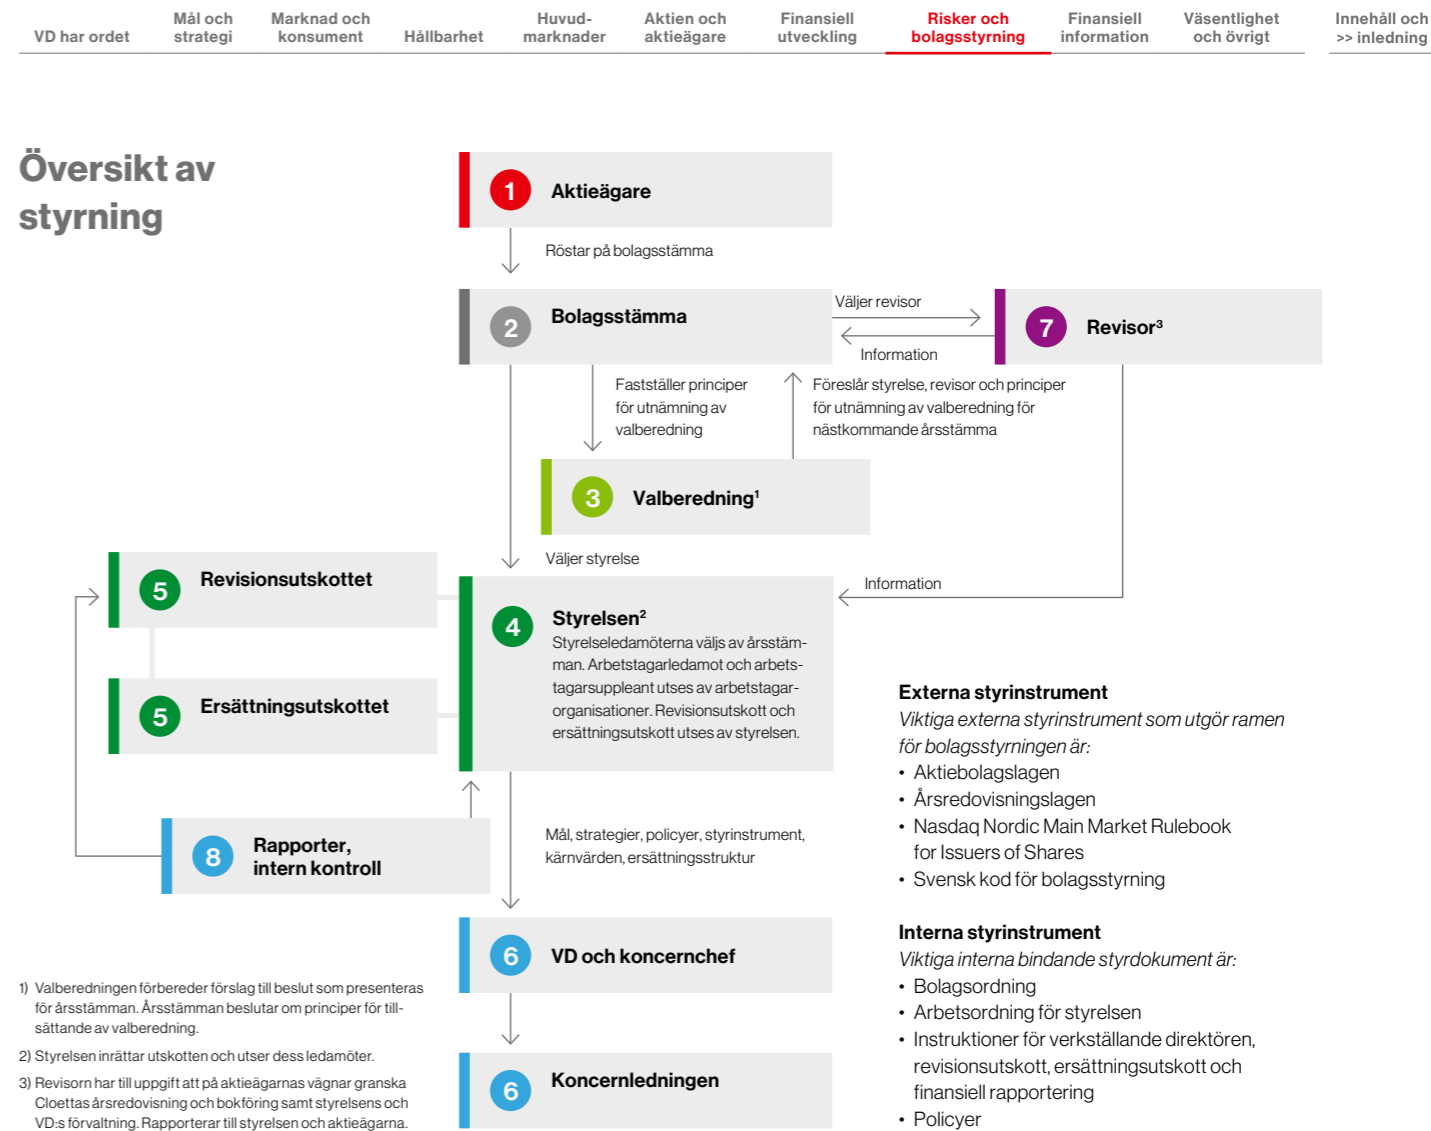 VD har ordet
Mål och
strategi
Marknad och
konsument
Hållbarhet
Huvud-
marknader
Aktien och
aktieägare
Finansiell
utveckling
Risker och
bolagsstyrning
Finansiell
information
Väsentlighet
och övrigt
Innehåll och
>> inledning
Översikt av
styrning
1 Aktieägare
Röstar på bolagsstämma
2 Bolagsstämma
Väljer revisor
Information
7 Revisor³
Fastställer principer
för utnämning av
valberedning
Föreslår styrelse, revisor och principer
för utnämning av valberedning för
nästkommande årsstämma
3 Valberedning¹
Väljer styrelse
Information
5 Revisionsutskottet
5 Ersättningsutskottet
4 Styrelsen²
Styrelseledamöterna väljs av årsstäm-
man. Arbetstagarledamot och arbets-
tagarsuppleant utses av arbetstagar-
organisationer. Revisionsutskott och
ersättningsutskott utses av styrelsen.
8 Rapporter,
intern kontroll
Mål, strategier, policyer, styrinstrument,
kärnvärden, ersättningsstruktur
6 VD och koncernchef
6 Koncernledningen
Externa styrinstrument
Viktiga externa styrinstrument som utgör ramen
för bolagsstyrningen är:
• Aktiebolagslagen
• Årsredovisningslagen
• Nasdaq Nordic Main Market Rulebook
for Issuers of Shares
• Svensk kod för bolagsstyrning
Interna styrinstrument
Viktiga interna bindande styrdokument är:
• Bolagsordning
• Arbetsordning för styrelsen
• Instruktioner för verkställande direktören,
revisionsutskott, ersättningsutskott och
finansiell rapportering
• Policyer
1) Valberedningen förbereder förslag till beslut som presenteras
för årsstämman. Årsstämman beslutar om principer för till-
sättande av valberedning.
2) Styrelsen inrättar utskotten och utser dess ledamöter.
3) Revisorn har till uppgift att på aktieägarnas vägnar granska
Cloettas årsredovisning och bokföring samt styrelsens och
VD:s förvaltning. Rapporterar till styrelsen och aktieägarna.